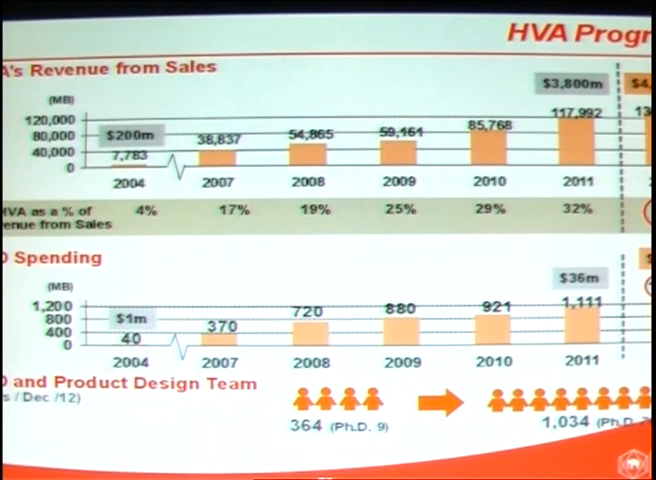 HVA Progr
A's Revenue from Sales
(MB)
$3,800m
$4,
120,000
80,000
40,000
0
$200m
7,783
38,837
54,865
59,161
85,768
117,992
13
2004
2007
2008
2009
2010
2011
HVA as a % of
enue from Sales
4%
17%
19%
25%
29%
32%
D Spending
(MB)
$36m
1,200
800
400
0
$1m
40
370
720
880
921
1,111
2004
2007
2008
2009
2010
2011
D and Product Design Team
s / Dec /12)
364 (Ph.D. 9)
1,034 (Ph.D